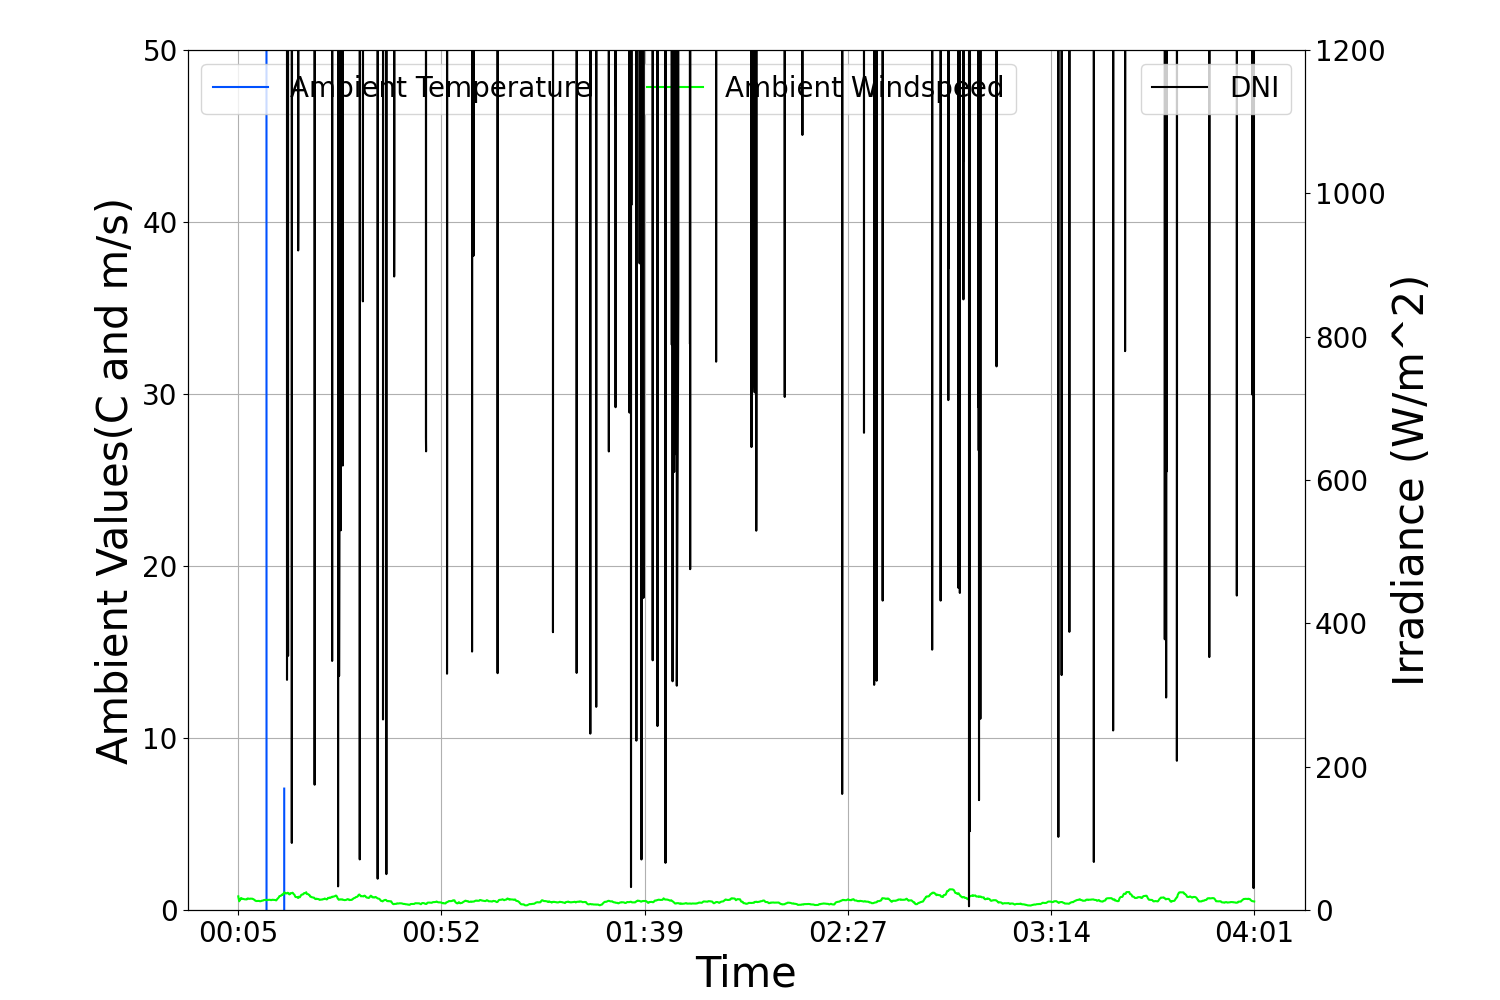 Ambient Temperature
Ambient Windspeed
DNI
Ambient Values(C and m/s)
50
40
30
20
10
0
1200
1000
800
600
400
200
0
Irradiance (W/m^2)
00:05 00:52 01:39 02:27 03:14 04:01
Time